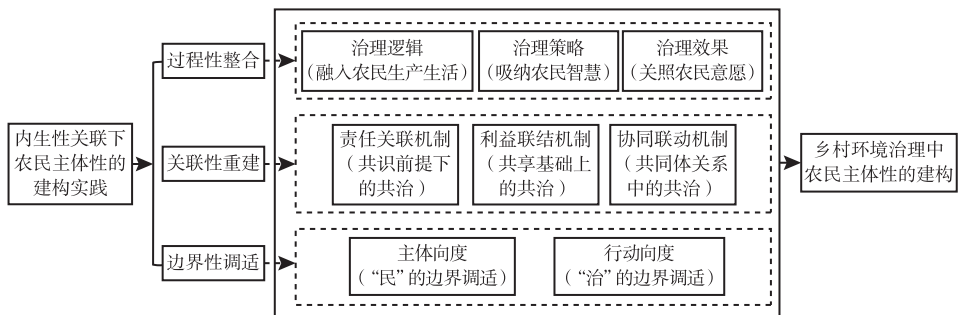 内生性关联下
农民主体性的
建构实践
过程性整合
治理逻辑
（融入农民生产生活）
治理策略
（吸纳农民智慧）
治理效果
（关照农民意愿）
关联性重建
责任关联机制
（共识前提下
的共治）
利益联结机制
（共享基础上
的共治）
协同联动机制
（共同体关系
中的共治）
边界性调适
主体向度
（“民”的边界调适）
行动向度
（“治”的边界调适）
乡村环境治理中
农民主体性的建构